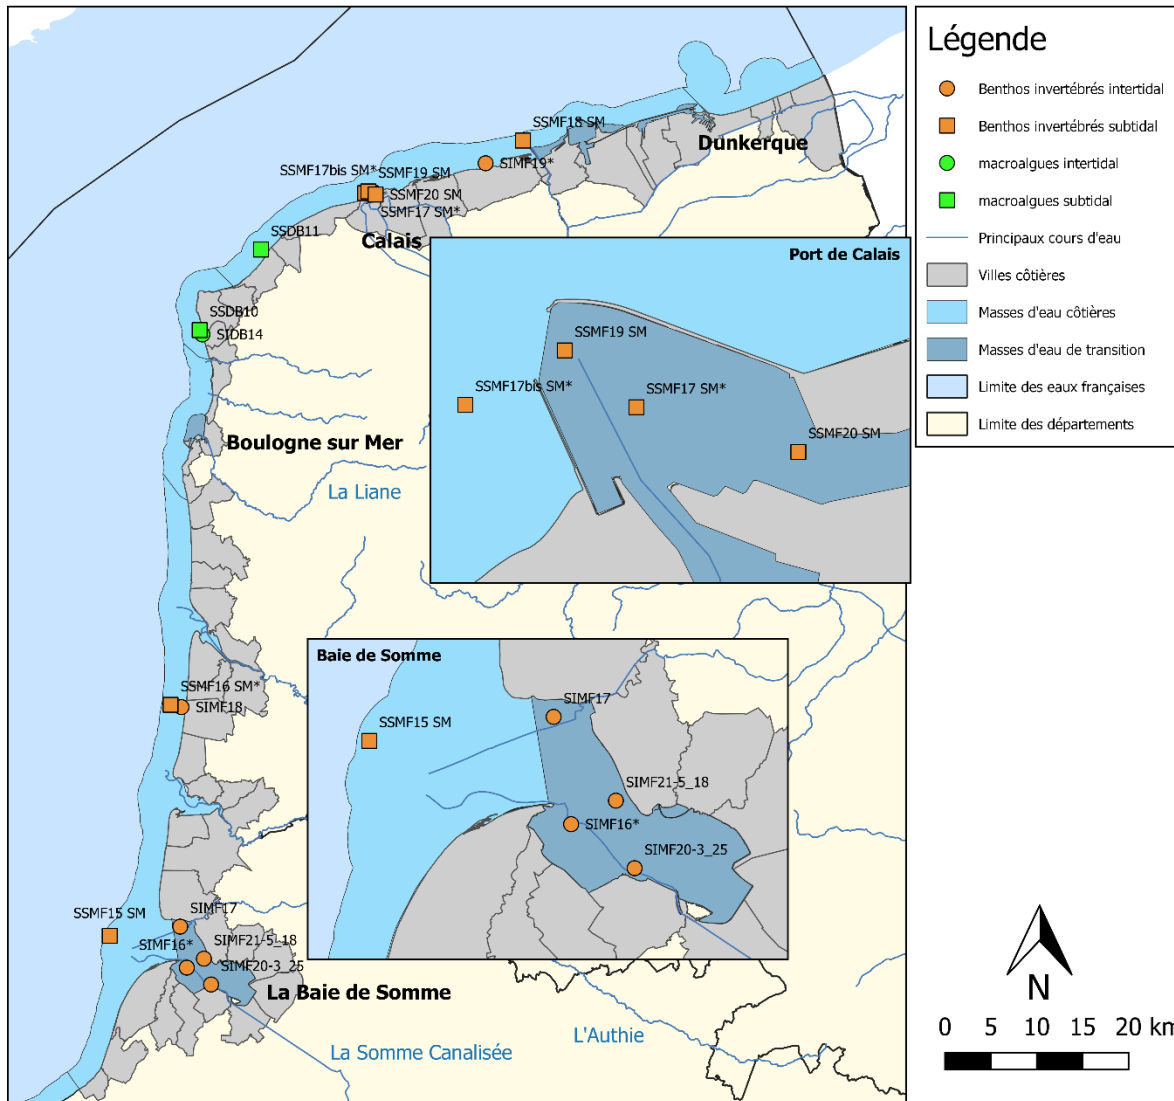 SSMF18 SM
Dunkerque
SIMF19*
SSMF17bis SM*
SSMF19 SM
SSMF20 SM
SSMF17 SM*
Calais
SSDB11
SSDB10
SIDB14
Boulogne sur Mer
La Liane
Port de Calais
SSMF19 SM
SSMF17bis SM*
SSMF17 SM*
SSMF20 SM
SSMF16 SM*
SIMF18
Baie de Somme
SIMF17
SSMF15 SM
SIMF21-5_18
SIMF16*
SIMF20-3_25
SIMF17
SSMF15 SM
SIMF16*
SIMF21-5_18
SIMF20-3_25
La Baie de Somme
L'Authie
La Somme Canalisée
Légende
Benthos invertébrés intertidal
Benthos invertébrés subtidal
macroalgues intertidal
macroalgues subtidal
Principaux cours d'eau
Villes côtières
Masses d'eau côtières
Masses d'eau de transition
Limite des eaux françaises
Limite des départements
N
0 5 10 15 20 km